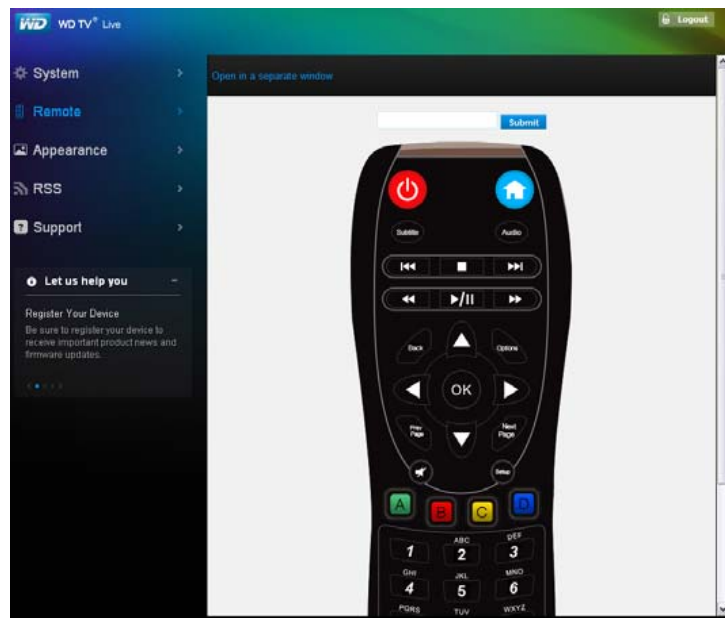 WD WD TV® Live
Logout
System
Remote
Appearance
RSS
Support
Let us help you
Register Your Device
Be sure to register your device to
receive important product news and
firmware updates.
Open in a separate window
Submit
Subtitle Audio
Back Options
OK
Prev
Page
Next
Page
Setup
A B C D
ABC DEF
1 2 3
GHI JKL MNO
4 5 6
PQRS TUV WXYZ